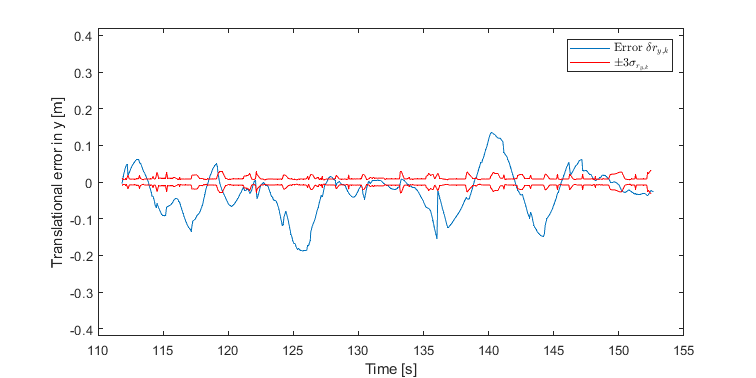 0.4
0.3
0.2
0.1
0
-0.1
-0.2
-0.3
-0.4
Translational error in y [m]
110 115 120 125 130 135 140 145 150 155
Time [s]
Error δr_{y,k}
±3σ_{r_{y,k}}